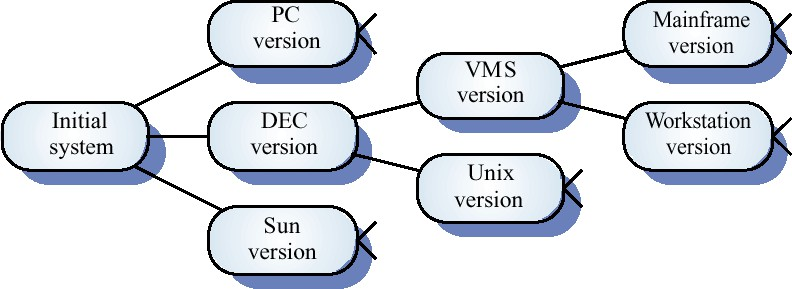 PC
version
Mainframe
version
VMS
version
Initial
system
DEC
version
Workstation
version
Unix
version
Sun
version